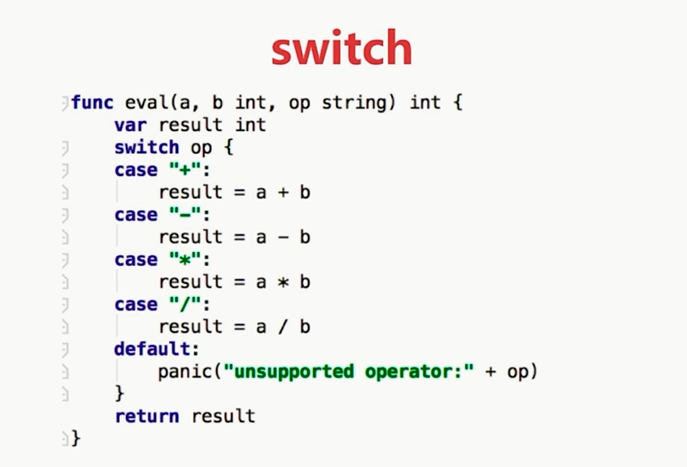 switch
func eval(a, b int, op string) int {
    var result int
    switch op {
    case "+":
        result = a + b
    case "-":
        result = a - b
    case "*":
        result = a * b
    case "/":
        result = a / b
    default:
        panic("unsupported operator:" + op)
    }
    return result
}